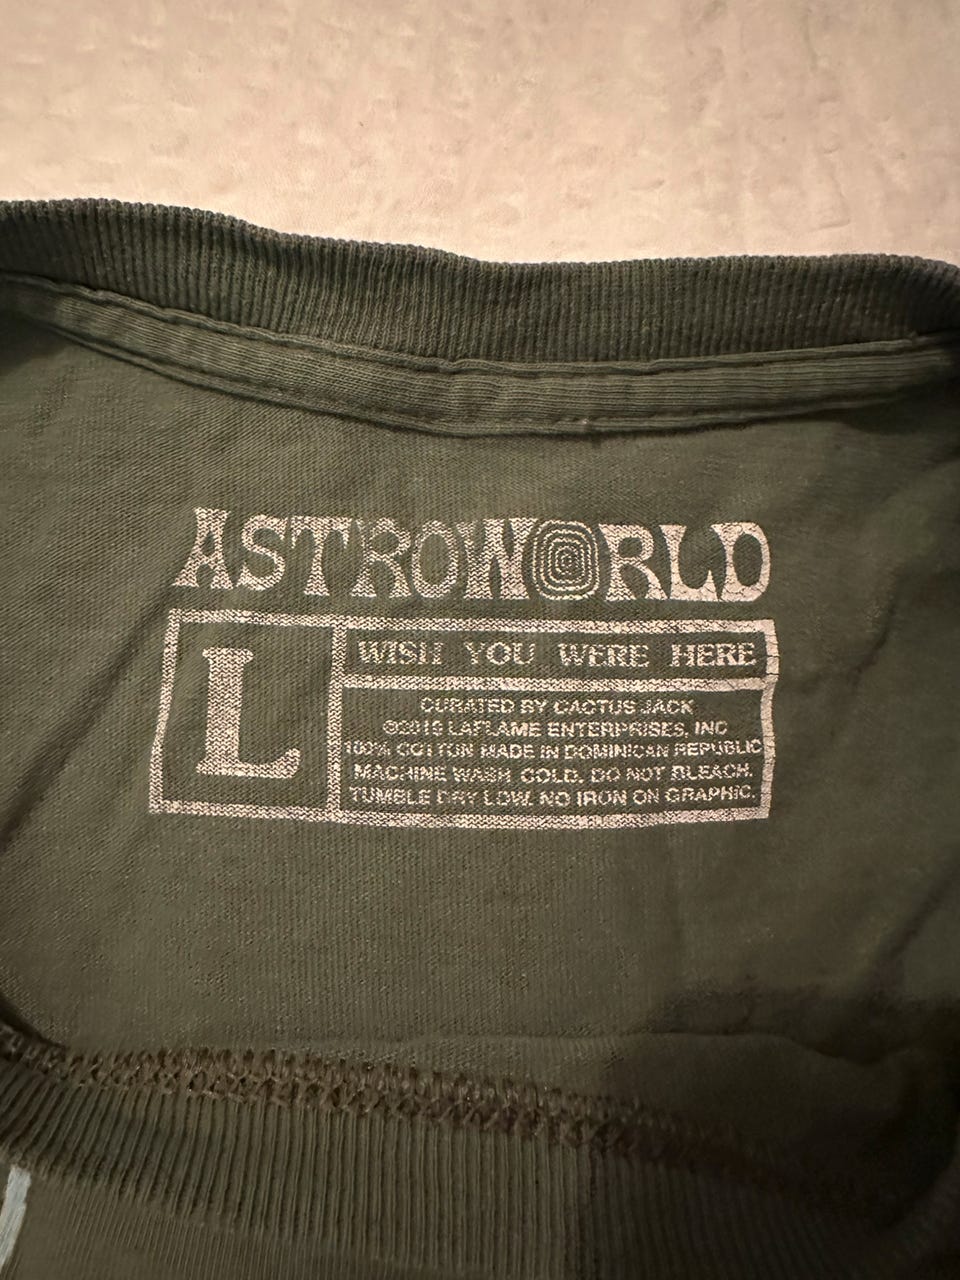 ASTROWORLD
L
WISH YOU WERE HERE
CURATED BY CACTUS JACK
LAFLAME ENTERPRISES, INC
100% COTTON MADE IN DOMINICAN REPUBLIC
MACHINE WASH COLD. DO NOT BLEACH.
TUMBLE DRY LOW. NO IRON ON GRAPHIC.